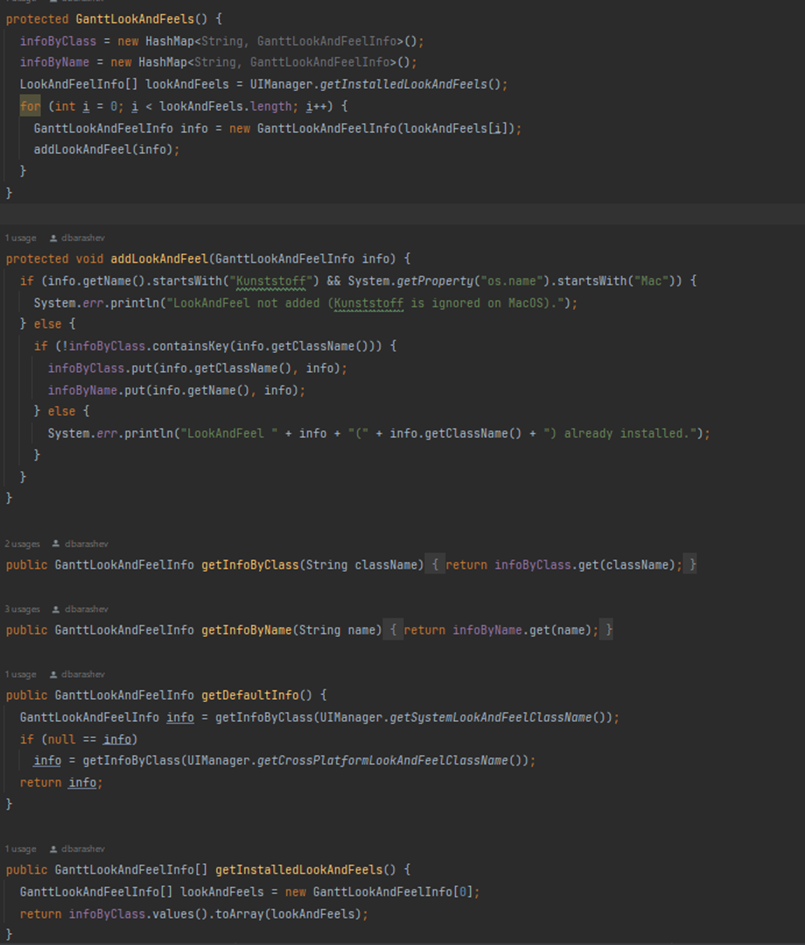 protected GanttLookAndFeels() {
  infoByClass = new HashMap<String, GanttLookAndFeelInfo>();
  infoByName = new HashMap<String, GanttLookAndFeelInfo>();
  LookAndFeelInfo[] lookAndFeels = UIManager.getInstalledLookAndFeels();
  for (int i = 0; i < lookAndFeels.length; i++) {
    GanttLookAndFeelInfo info = new GanttLookAndFeelInfo(lookAndFeels[i]);
    addLookAndFeel(info);
  }
}
1 usage dbarashev
protected void addLookAndFeel(GanttLookAndFeelInfo info) {
  if (info.getName().startsWith("Kunststoff") && System.getProperty("os.name").startsWith("Mac")) {
    System.err.println("LookAndFeel not added (Kunststoff is ignored on MacOS).");
  } else {
    if (!infoByClass.containsKey(info.getClassName())) {
      infoByClass.put(info.getClassName(), info);
      infoByName.put(info.getName(), info);
    } else {
      System.err.println("LookAndFeel " + info + "(" + info.getClassName() + ") already installed.");
    }
  }
}
2 usages dbarashev
public GanttLookAndFeelInfo getInfoByClass(String className) { return infoByClass.get(className); }
3 usages dbarashev
public GanttLookAndFeelInfo getInfoByName(String name) { return infoByName.get(name); }
1 usage dbarashev
public GanttLookAndFeelInfo getDefaultInfo() {
  GanttLookAndFeelInfo info = getInfoByClass(UIManager.getSystemLookAndFeelClassName());
  if (null == info)
    info = getInfoByClass(UIManager.getCrossPlatformLookAndFeelClassName());
  return info;
}
1 usage dbarashev
public GanttLookAndFeelInfo[] getInstalledLookAndFeels() {
  GanttLookAndFeelInfo[] lookAndFeels = new GanttLookAndFeelInfo[0];
  return infoByClass.values().toArray(lookAndFeels);
}